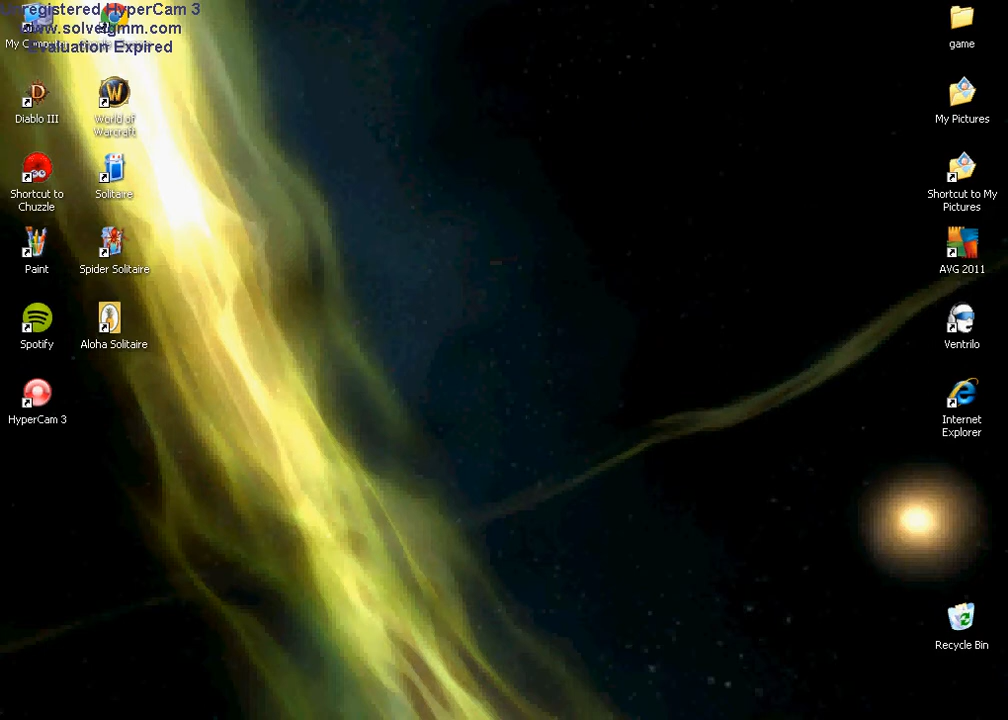 Unregistered HyperCam 3
www.solveigmm.com
Evaluation Expired
My Computer
Diablo III
World of
Warcraft
Shortcut to
Chuzzle
Solitaire
Paint
Spider Solitaire
Spotify
Aloha Solitaire
HyperCam 3
game
My Pictures
Shortcut to My
Pictures
AVG 2011
Ventrilo
Internet
Explorer
Recycle Bin